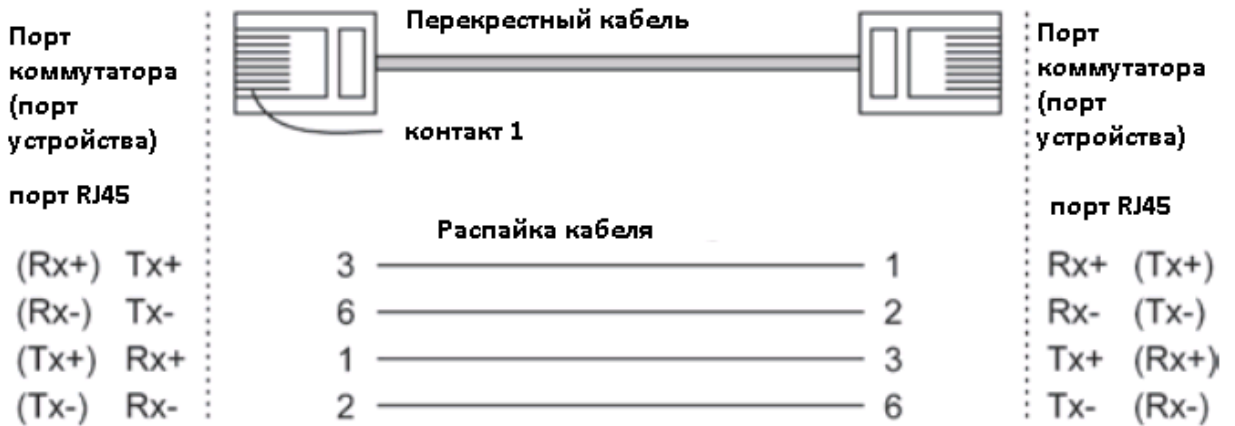 Перекрестный кабель
Порт
коммутатора
(порт
устройства)
порт RJ45
контакт 1
Порт
коммутатора
(порт
устройства)
порт RJ45
Распайка кабеля
(Rx+) Tx+ 3 1 Rx+ (Tx+)
(Rx-) Tx- 6 2 Rx- (Tx-)
(Tx+) Rx+ 1 3 Tx+ (Rx+)
(Tx-) Rx- 2 6 Tx- (Rx-)